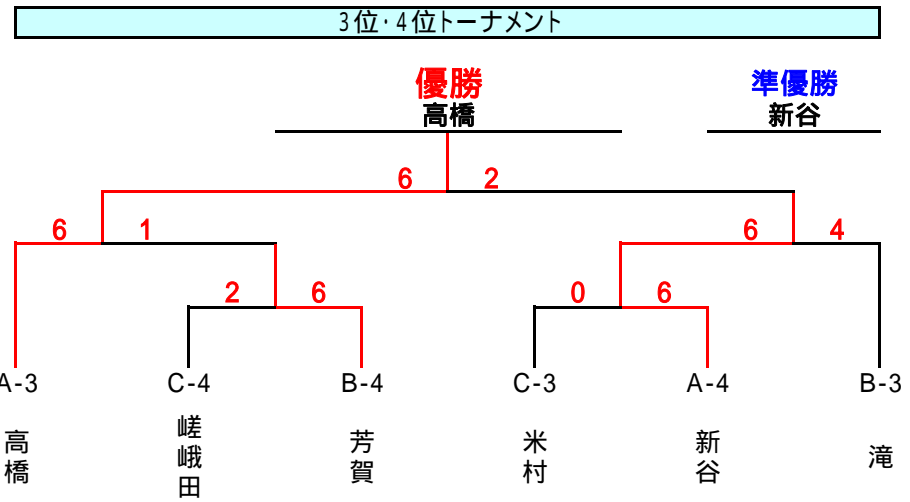 3位・4位トーナメント
優勝 準優勝
高橋 新谷
6 2
6 1 6 4
2 6 0 6
A-3 C-4 B-4 C-3 A-4 B-3
高橋 嵯峨田 芳賀 米村 新谷 滝